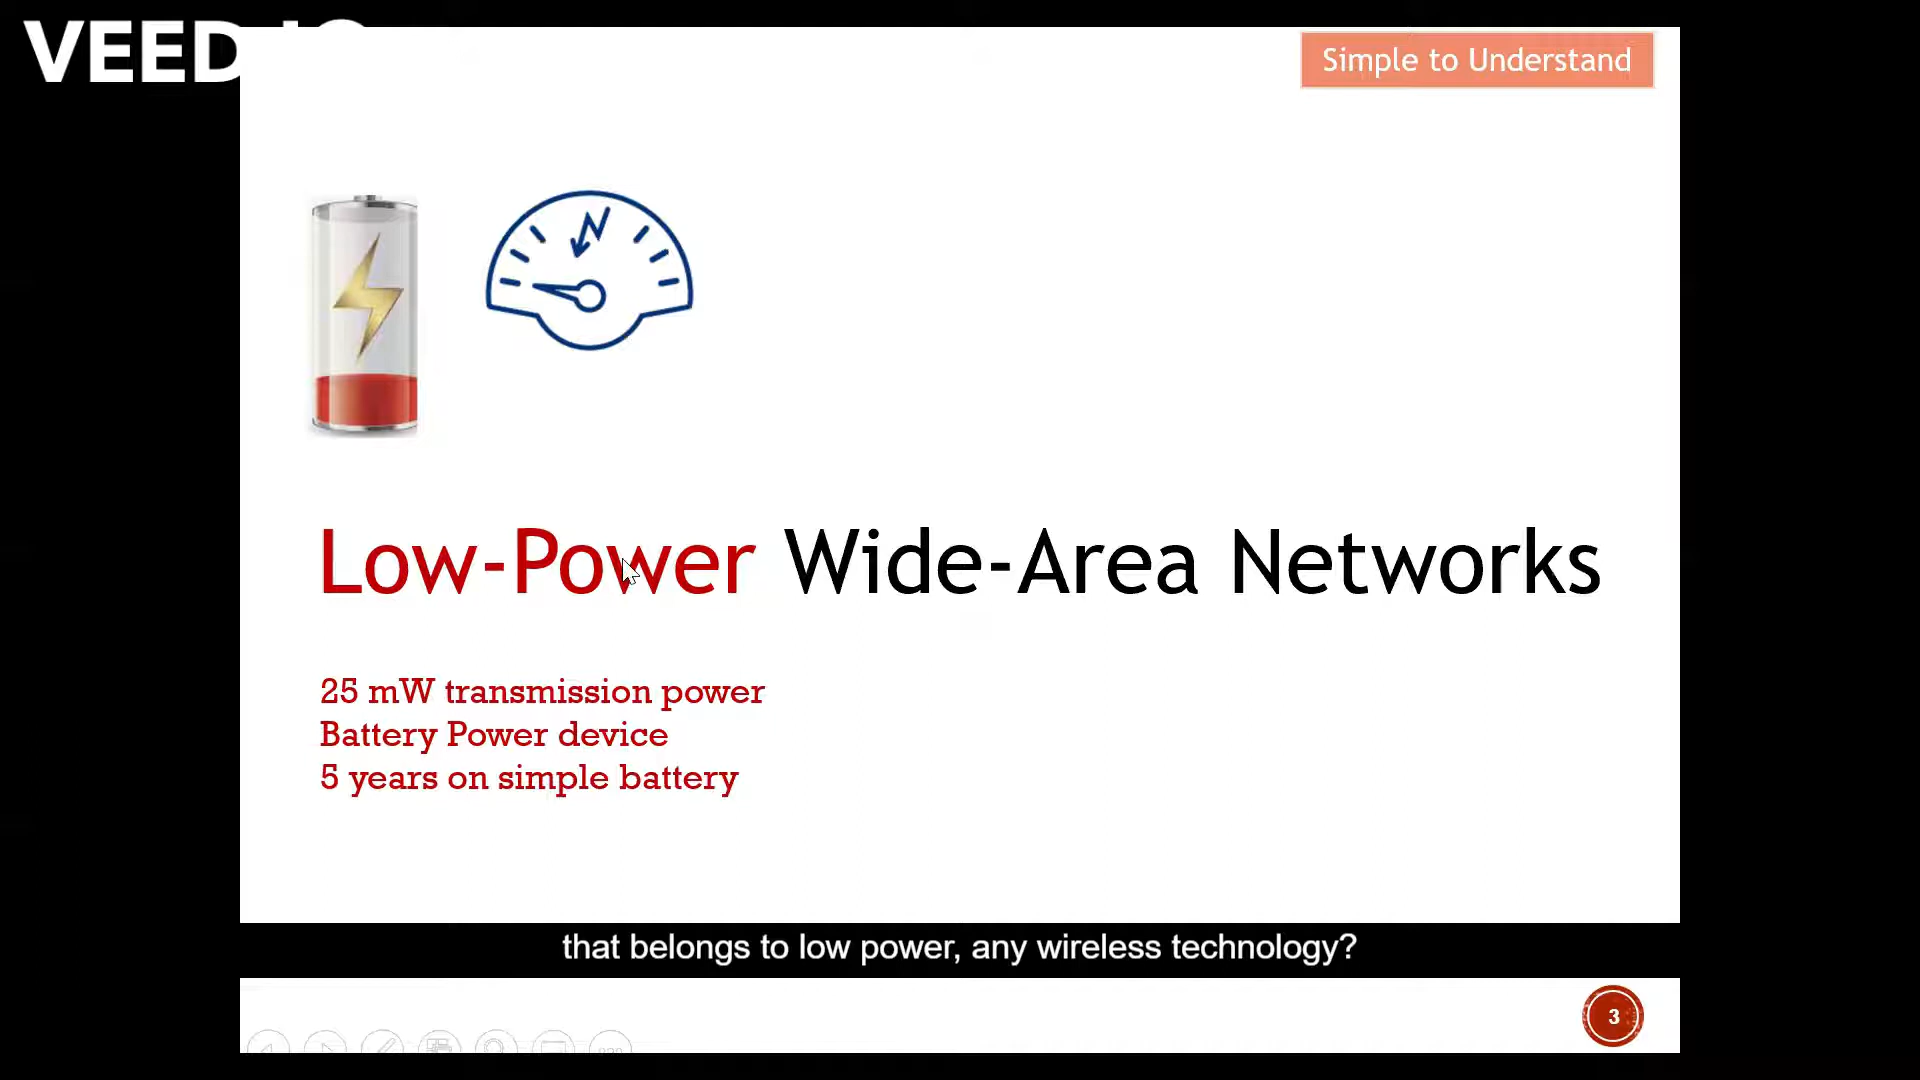 VEED
Simple to Understand
Low-Power Wide-Area Networks
25 mW transmission power
Battery Power device
5 years on simple battery
that belongs to low power, any wireless technology?
3